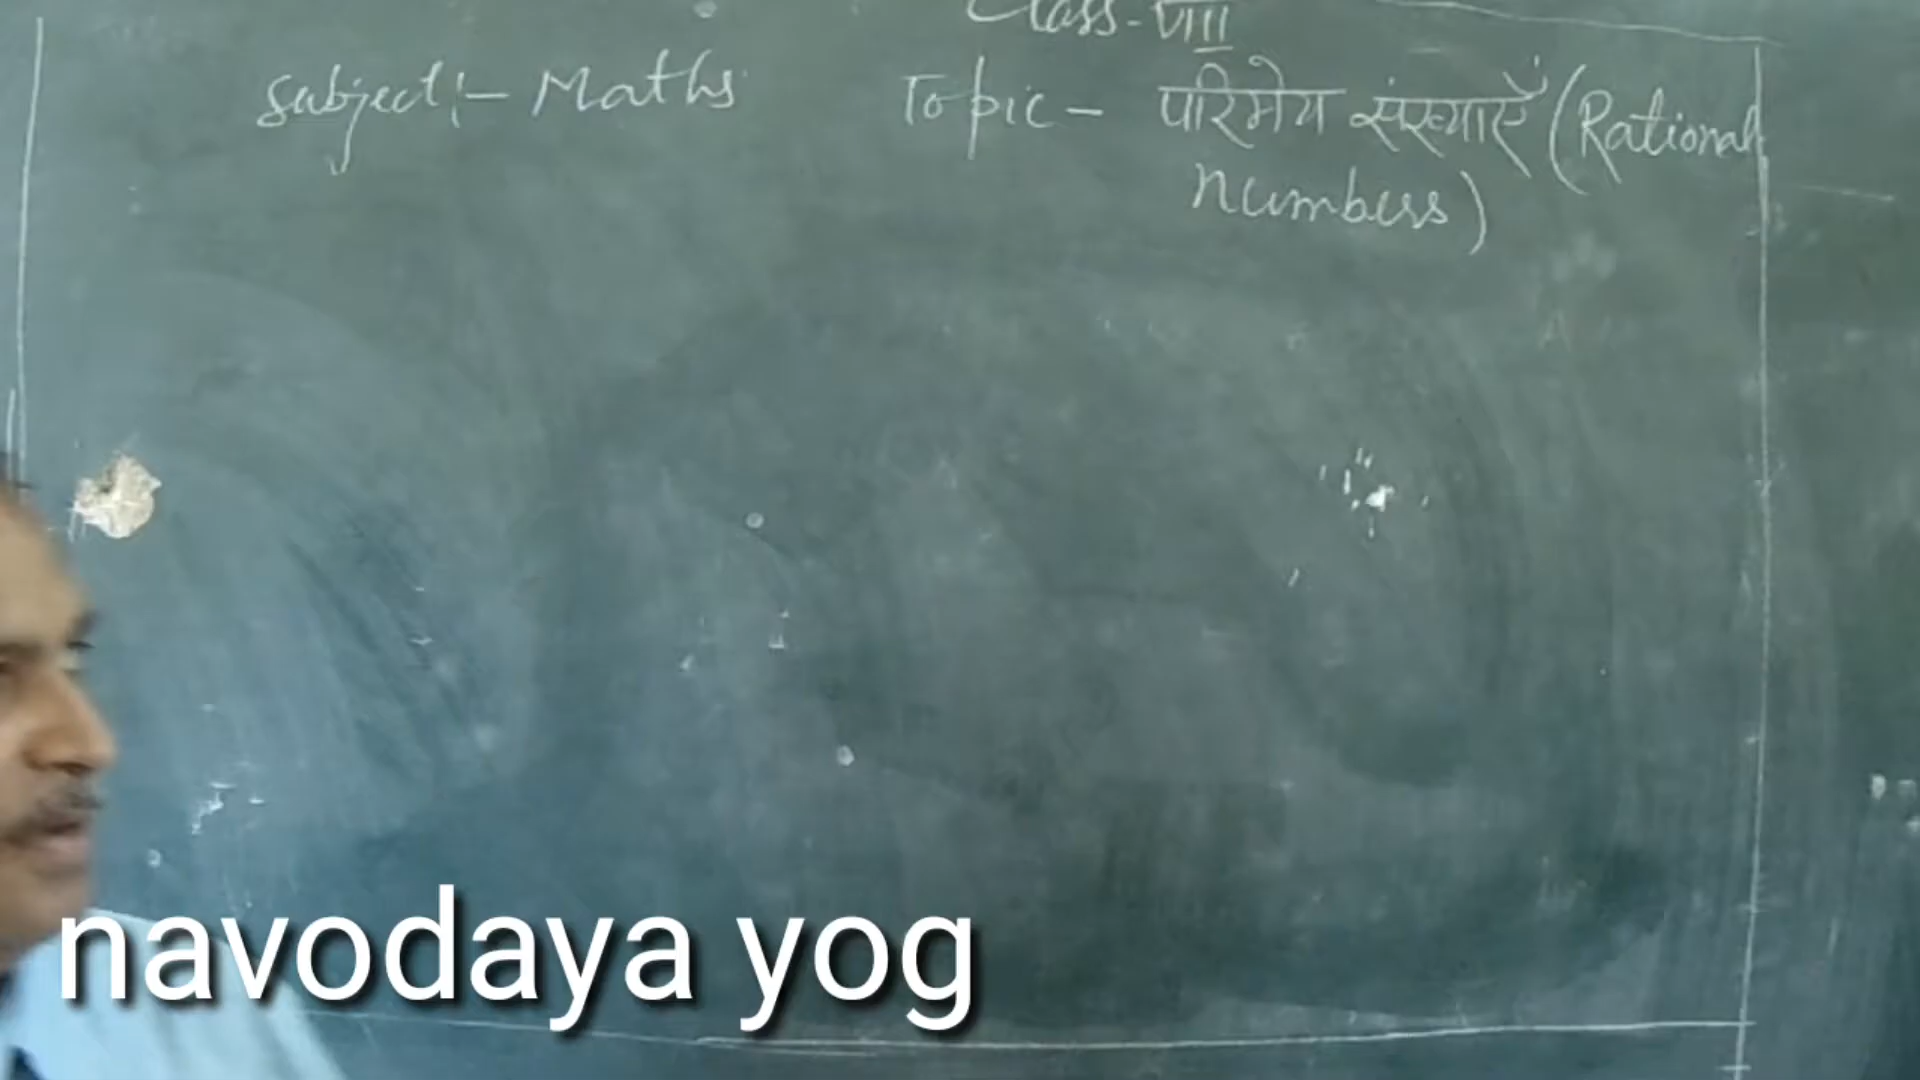 Class-VIII
Subject:- Maths
Topic- परिमेय संख्याएँ (Rational
numbers)
navodaya yog